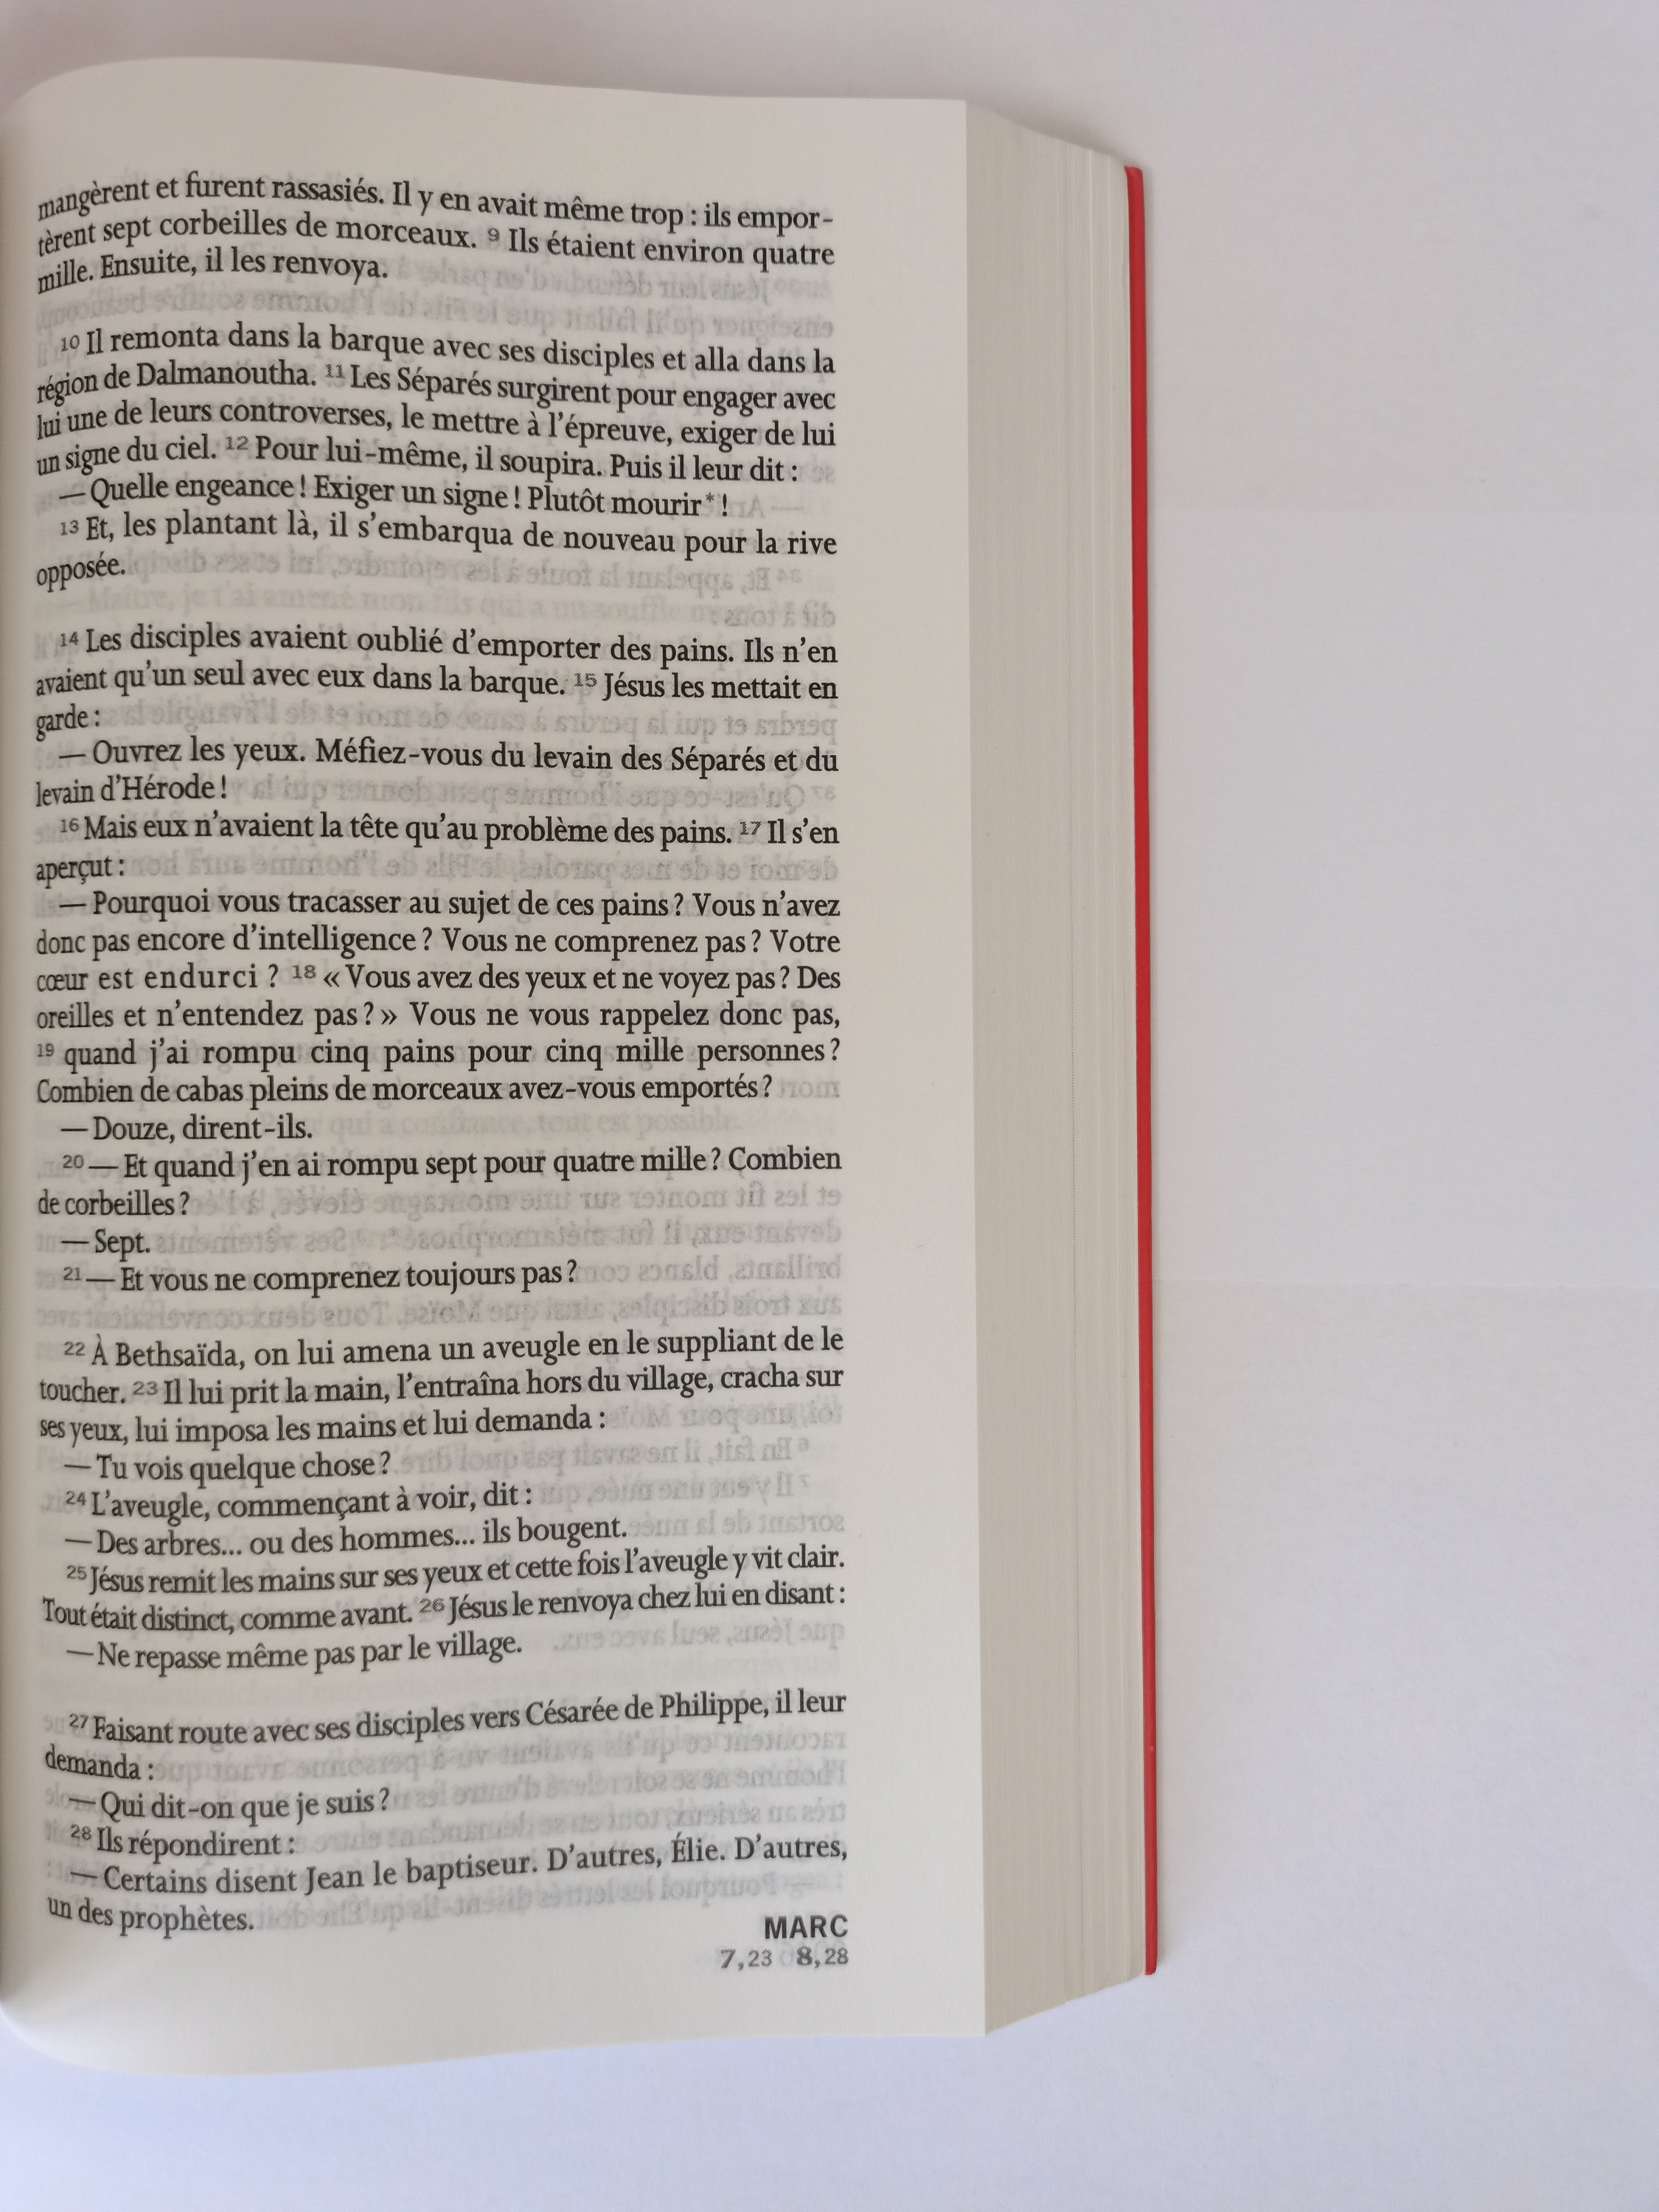 mangèrent et furent rassasiés. Il y en avait même trop : ils empor-
tèrent sept corbeilles de morceaux. 9 Ils étaient environ quatre
mille. Ensuite, il les renvoya.
10 Il remonta dans la barque avec ses disciples et alla dans la
région de Dalmanoutha. 11 Les Séparés surgirent pour engager avec
lui une de leurs controverses, le mettre à l'épreuve, exiger de lui
un signe du ciel. 12 Pour lui-même, il soupira. Puis il leur dit :
— Quelle engeance ! Exiger un signe ! Plutôt mourir* !
13 Et, les plantant là, il s'embarqua de nouveau pour la rive
opposée.
14 Les disciples avaient oublié d'emporter des pains. Ils n'en
avaient qu'un seul avec eux dans la barque. 15 Jésus les mettait en
garde :
— Ouvrez les yeux. Méfiez-vous du levain des Séparés et du
levain d'Hérode !
16 Mais eux n'avaient la tête qu'au problème des pains. 17 Il s'en
aperçut :
— Pourquoi vous tracasser au sujet de ces pains ? Vous n'avez
donc pas encore d'intelligence ? Vous ne comprenez pas ? Votre
cœur est endurci ? 18 « Vous avez des yeux et ne voyez pas ? Des
oreilles et n'entendez pas ? » Vous ne vous rappelez donc pas,
19 quand j'ai rompu cinq pains pour cinq mille personnes ?
Combien de cabas pleins de morceaux avez-vous emportés ?
— Douze, dirent-ils.
20 — Et quand j'en ai rompu sept pour quatre mille ? Combien
de corbeilles ?
— Sept.
21 — Et vous ne comprenez toujours pas ?
22 À Bethsaïda, on lui amena un aveugle en le suppliant de le
toucher. 23 Il lui prit la main, l'entraîna hors du village, cracha sur
ses yeux, lui imposa les mains et lui demanda :
— Tu vois quelque chose ?
24 L'aveugle, commençant à voir, dit :
— Des arbres... ou des hommes... ils bougent.
25 Jésus remit les mains sur ses yeux et cette fois l'aveugle y vit clair.
Tout était distinct, comme avant. 26 Jésus le renvoya chez lui en disant :
— Ne repasse même pas par le village.
27 Faisant route avec ses disciples vers Césarée de Philippe, il leur
demanda :
— Qui dit-on que je suis ?
28 Ils répondirent :
— Certains disent Jean le baptiseur. D'autres, Élie. D'autres,
un des prophètes.
MARC
7,23 8,28